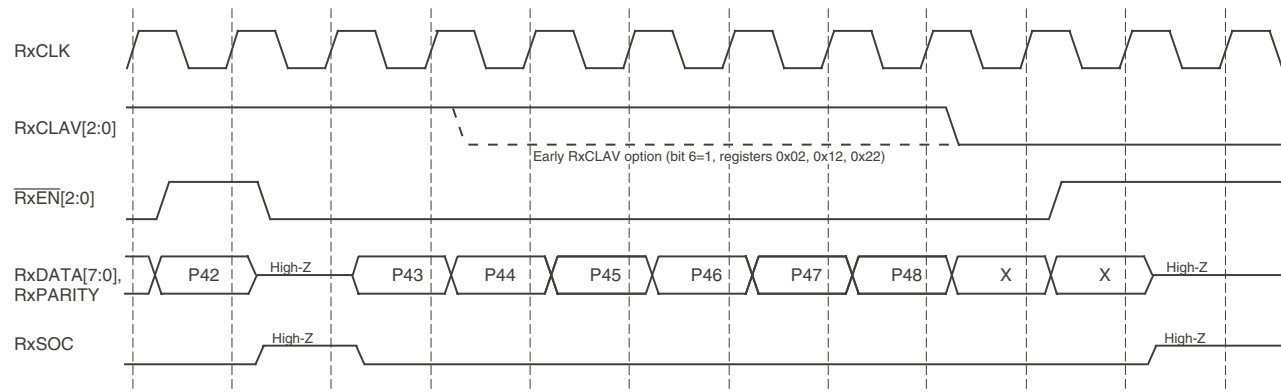 RxCLK
RxCLAV[2:0]
Early RxCLAV option (bit 6=1, registers 0x02, 0x12, 0x22)
RxEN[2:0]
RxDATA[7:0],
RxPARITY
P42
High-Z
P43
P44
P45
P46
P47
P48
X
X
High-Z
RxSOC
High-Z
High-Z